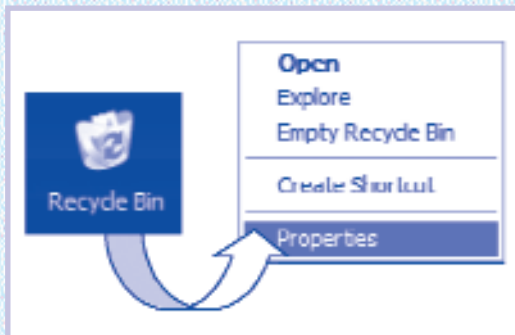 Recycle Bin
Open
Explore
Empty Recycle Bin
Create Shortcut
Properties